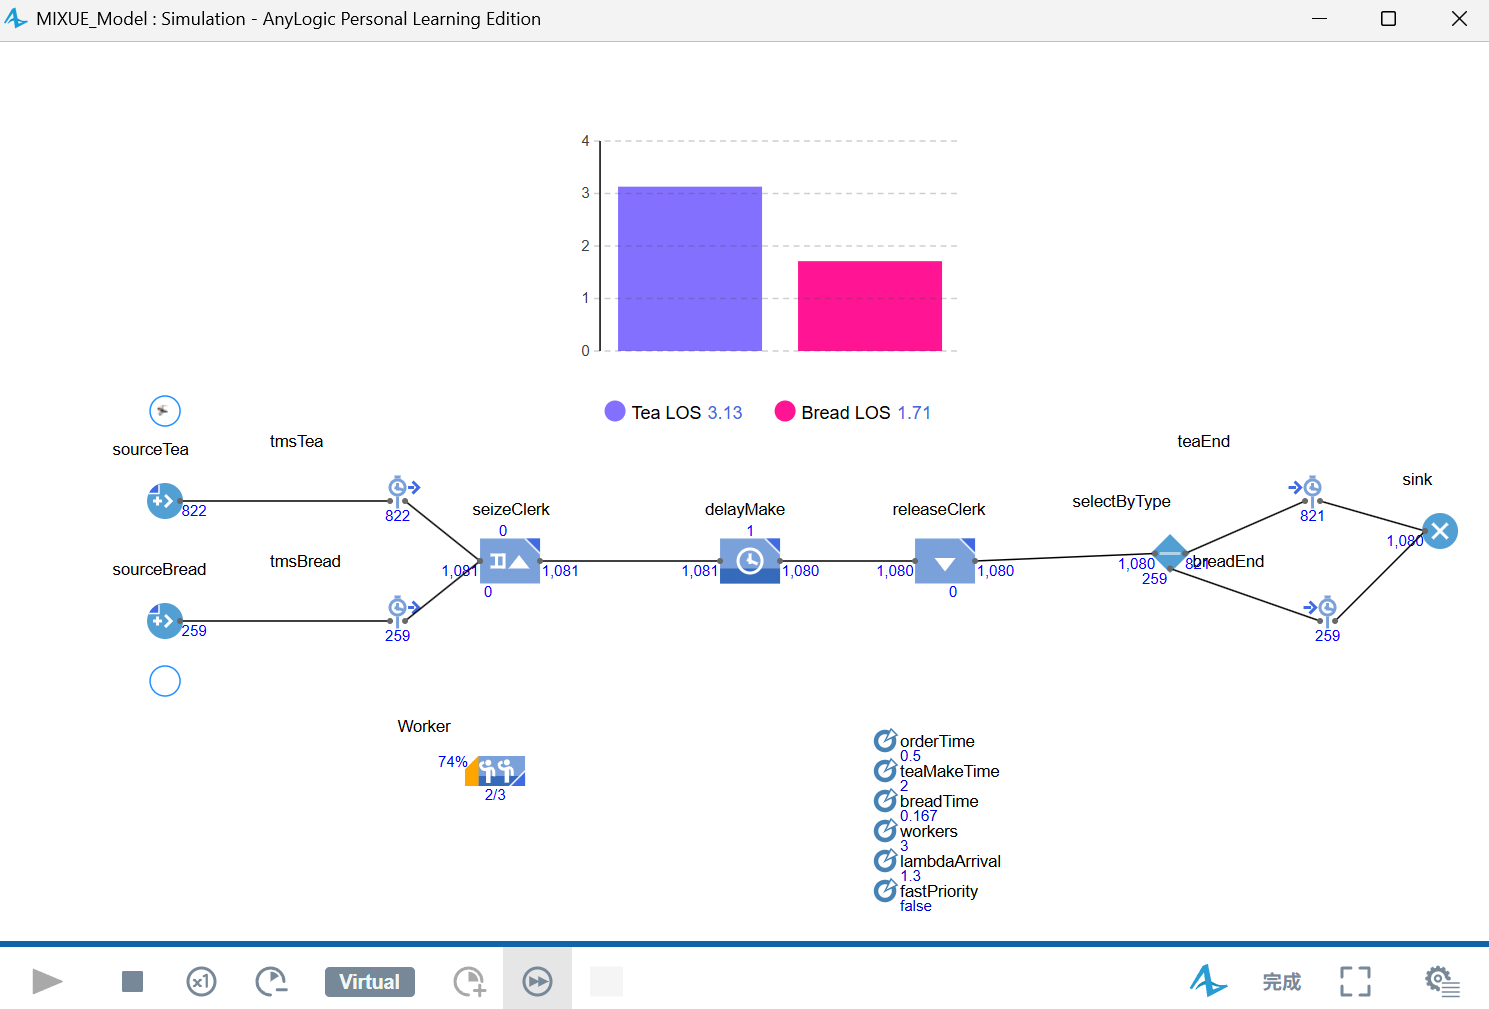 MIXUE_Model : Simulation - AnyLogic Personal Learning Edition
4
3
2
1
0
Tea LOS 3.13
Bread LOS 1.71
sourceTea
tmsTea
822
822
sourceBread
tmsBread
259
259
seizeClerk
0
1,081
1,081
0
delayMake
1
1,081
1,080
releaseClerk
1,080
1,080
0
selectByType
1,080
821
259
teaEnd
821
breadEnd
259
sink
1,080
Worker
74%
2/3
orderTime
0.5
teaMakeTime
2
breadTime
0.167
workers
3
lambdaArrival
1.3
fastPriority
false
x1
Virtual
完成